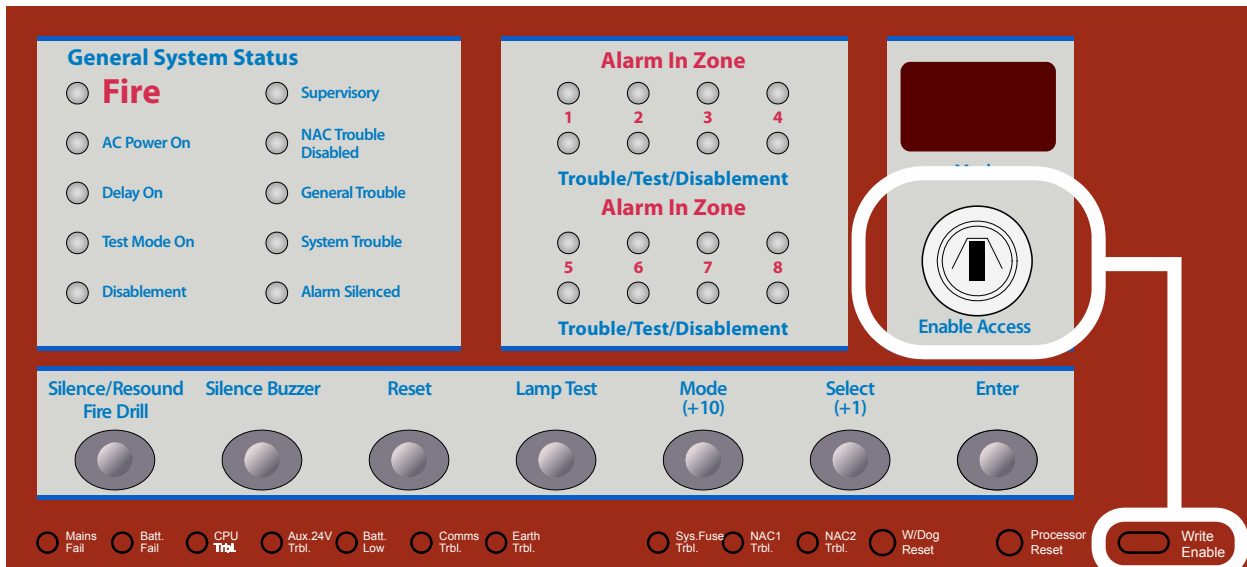 General System Status
Fire
Supervisory
AC Power On
NAC Trouble
Disabled
Delay On
General Trouble
Test Mode On
System Trouble
Disablement
Alarm Silenced
Alarm In Zone
1 2 3 4
Trouble/Test/Disablement
Alarm In Zone
5 6 7 8
Trouble/Test/Disablement
Enable Access
Silence/Resound
Fire Drill
Silence Buzzer
Reset
Lamp Test
Mode
(+10)
Select
(+1)
Enter
Mains
Fail
Batt.
Fail
CPU
Trbl.
Aux.24V
Trbl.
Batt.
Low
Comms
Trbl.
Earth
Trbl.
Sys.Fuse
Trbl.
NAC1
Trbl.
NAC2
Trbl.
W/Dog
Reset
Processor
Reset
Write
Enable